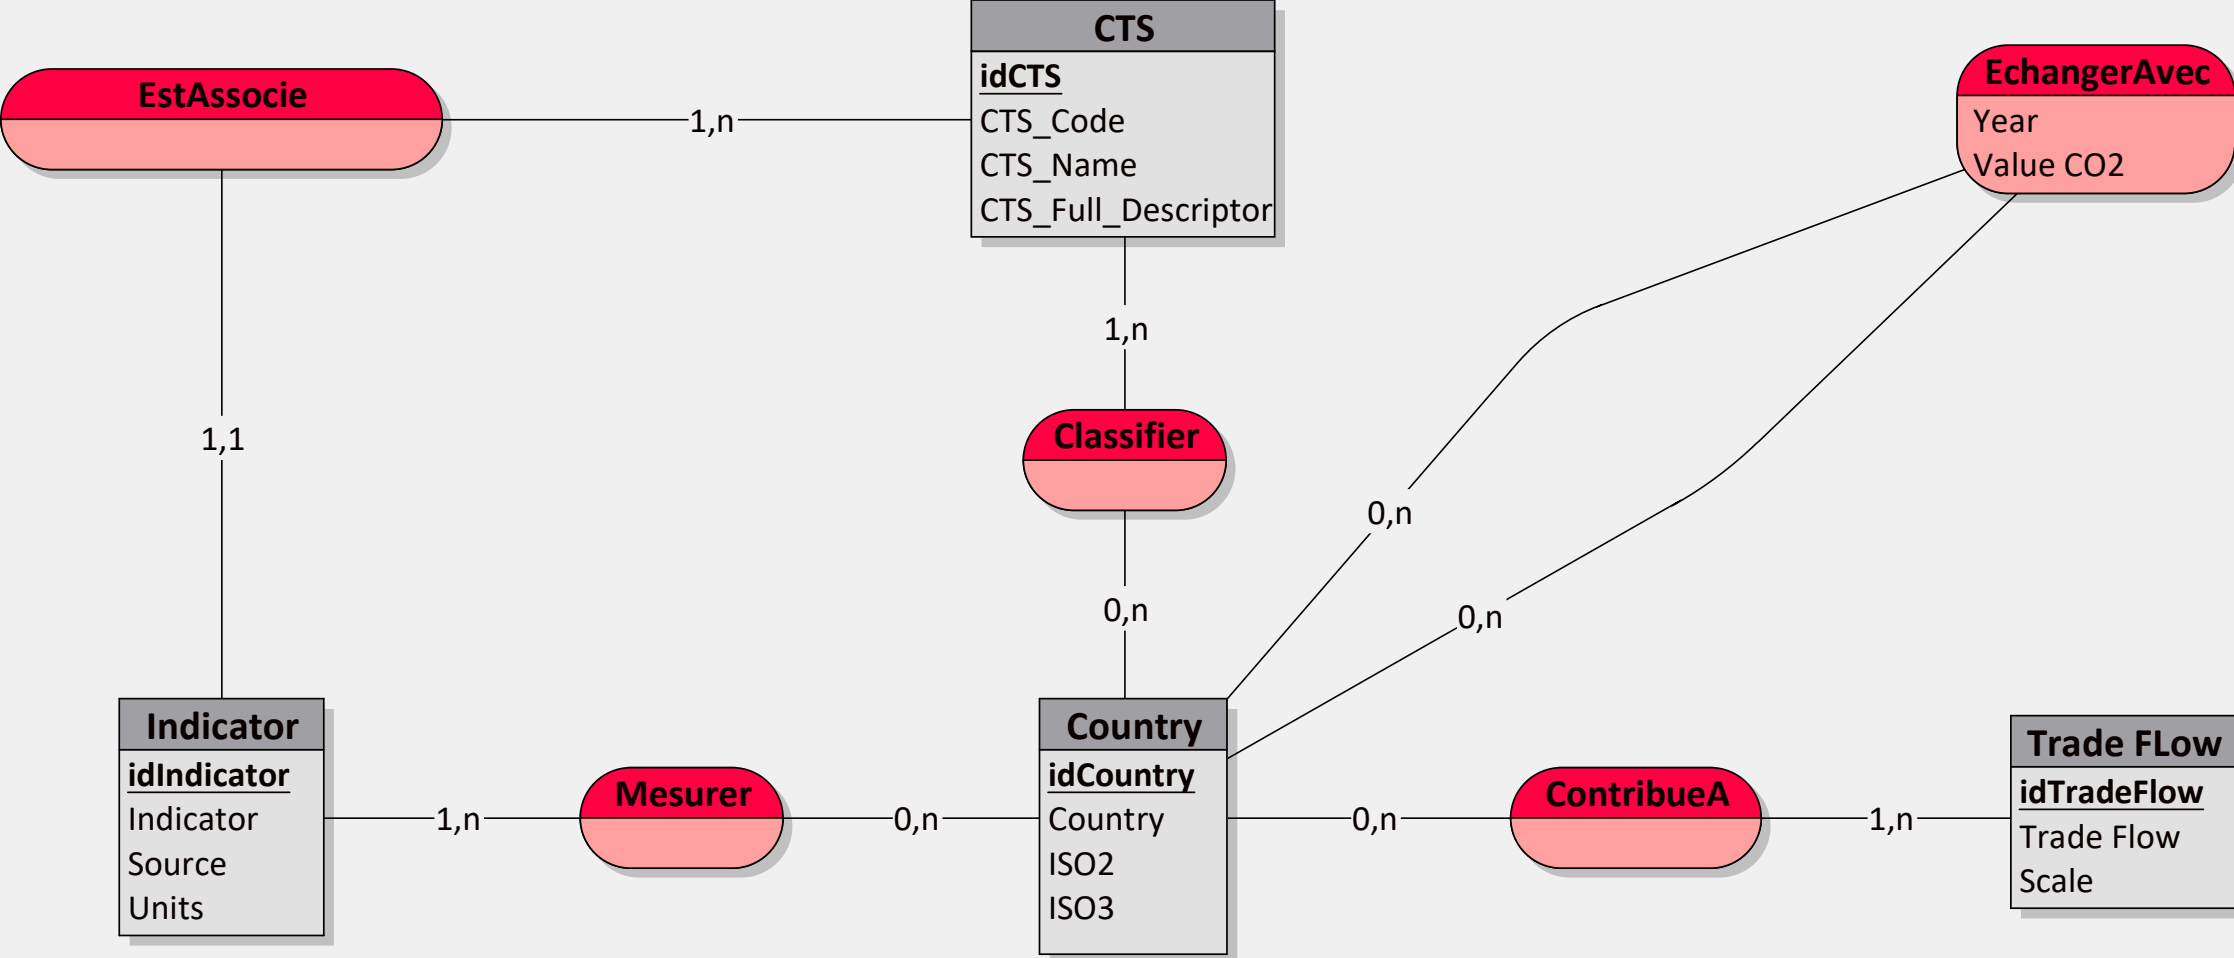 CTS
idCTS
CTS_Code
CTS_Name
CTS_Full_Descriptor
EstAssocie
1,n
EchangerAvec
Year
Value CO2
1,n
1,1
Classifier
0,n
0,n
0,n
Indicator
idIndicator
Indicator
Source
Units
1,n
Mesurer
0,n
Country
idCountry
Country
ISO2
ISO3
0,n
ContribueA
1,n
Trade FLow
idTradeFlow
Trade Flow
Scale